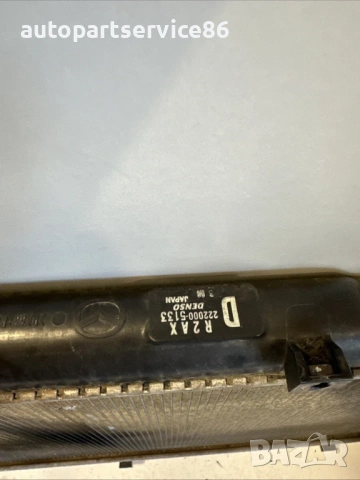 autopartservice86
D
R2AX
222000-5133
DENSO
JAPAN
BAZAR